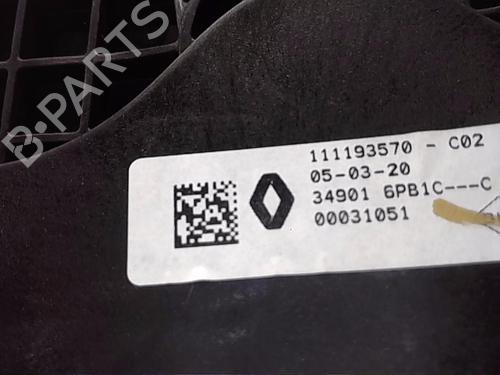 B-PARTS
111193570 - C02
05-03-20
34901 6PB1C---C
00031051